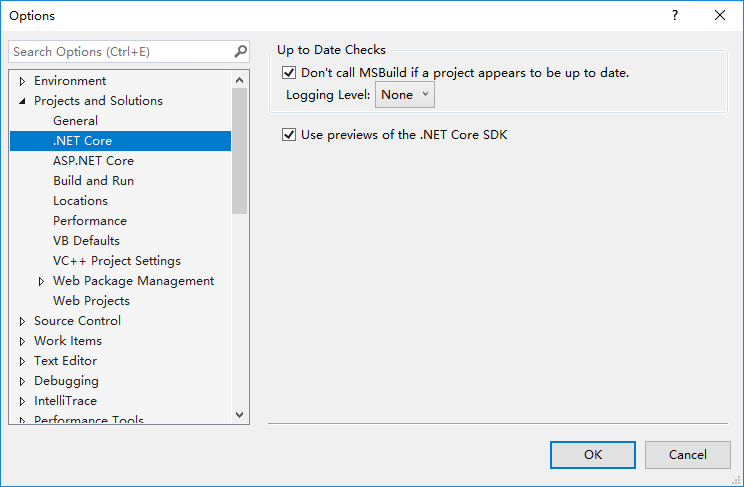 Options
Search Options (Ctrl+E)
Environment
Projects and Solutions
General
.NET Core
ASP.NET Core
Build and Run
Locations
Performance
VB Defaults
VC++ Project Settings
Web Package Management
Web Projects
Source Control
Work Items
Text Editor
Debugging
IntelliTrace
Performance Tools
Up to Date Checks
Don't call MSBuild if a project appears to be up to date.
Logging Level: None
Use previews of the .NET Core SDK
OK
Cancel